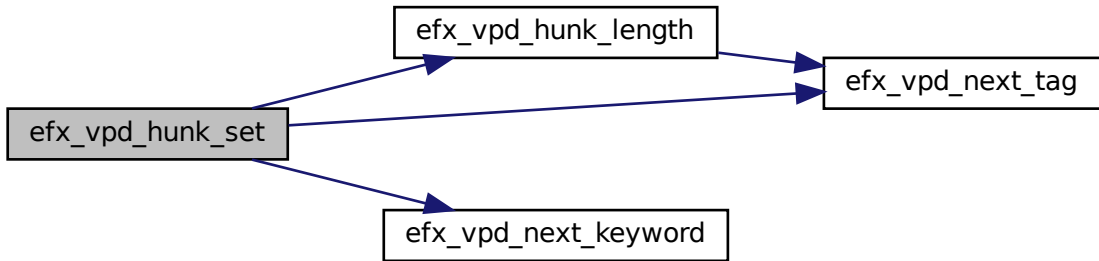 efx_vpd_hunk_length
efx_vpd_next_tag
efx_vpd_hunk_set
efx_vpd_next_keyword